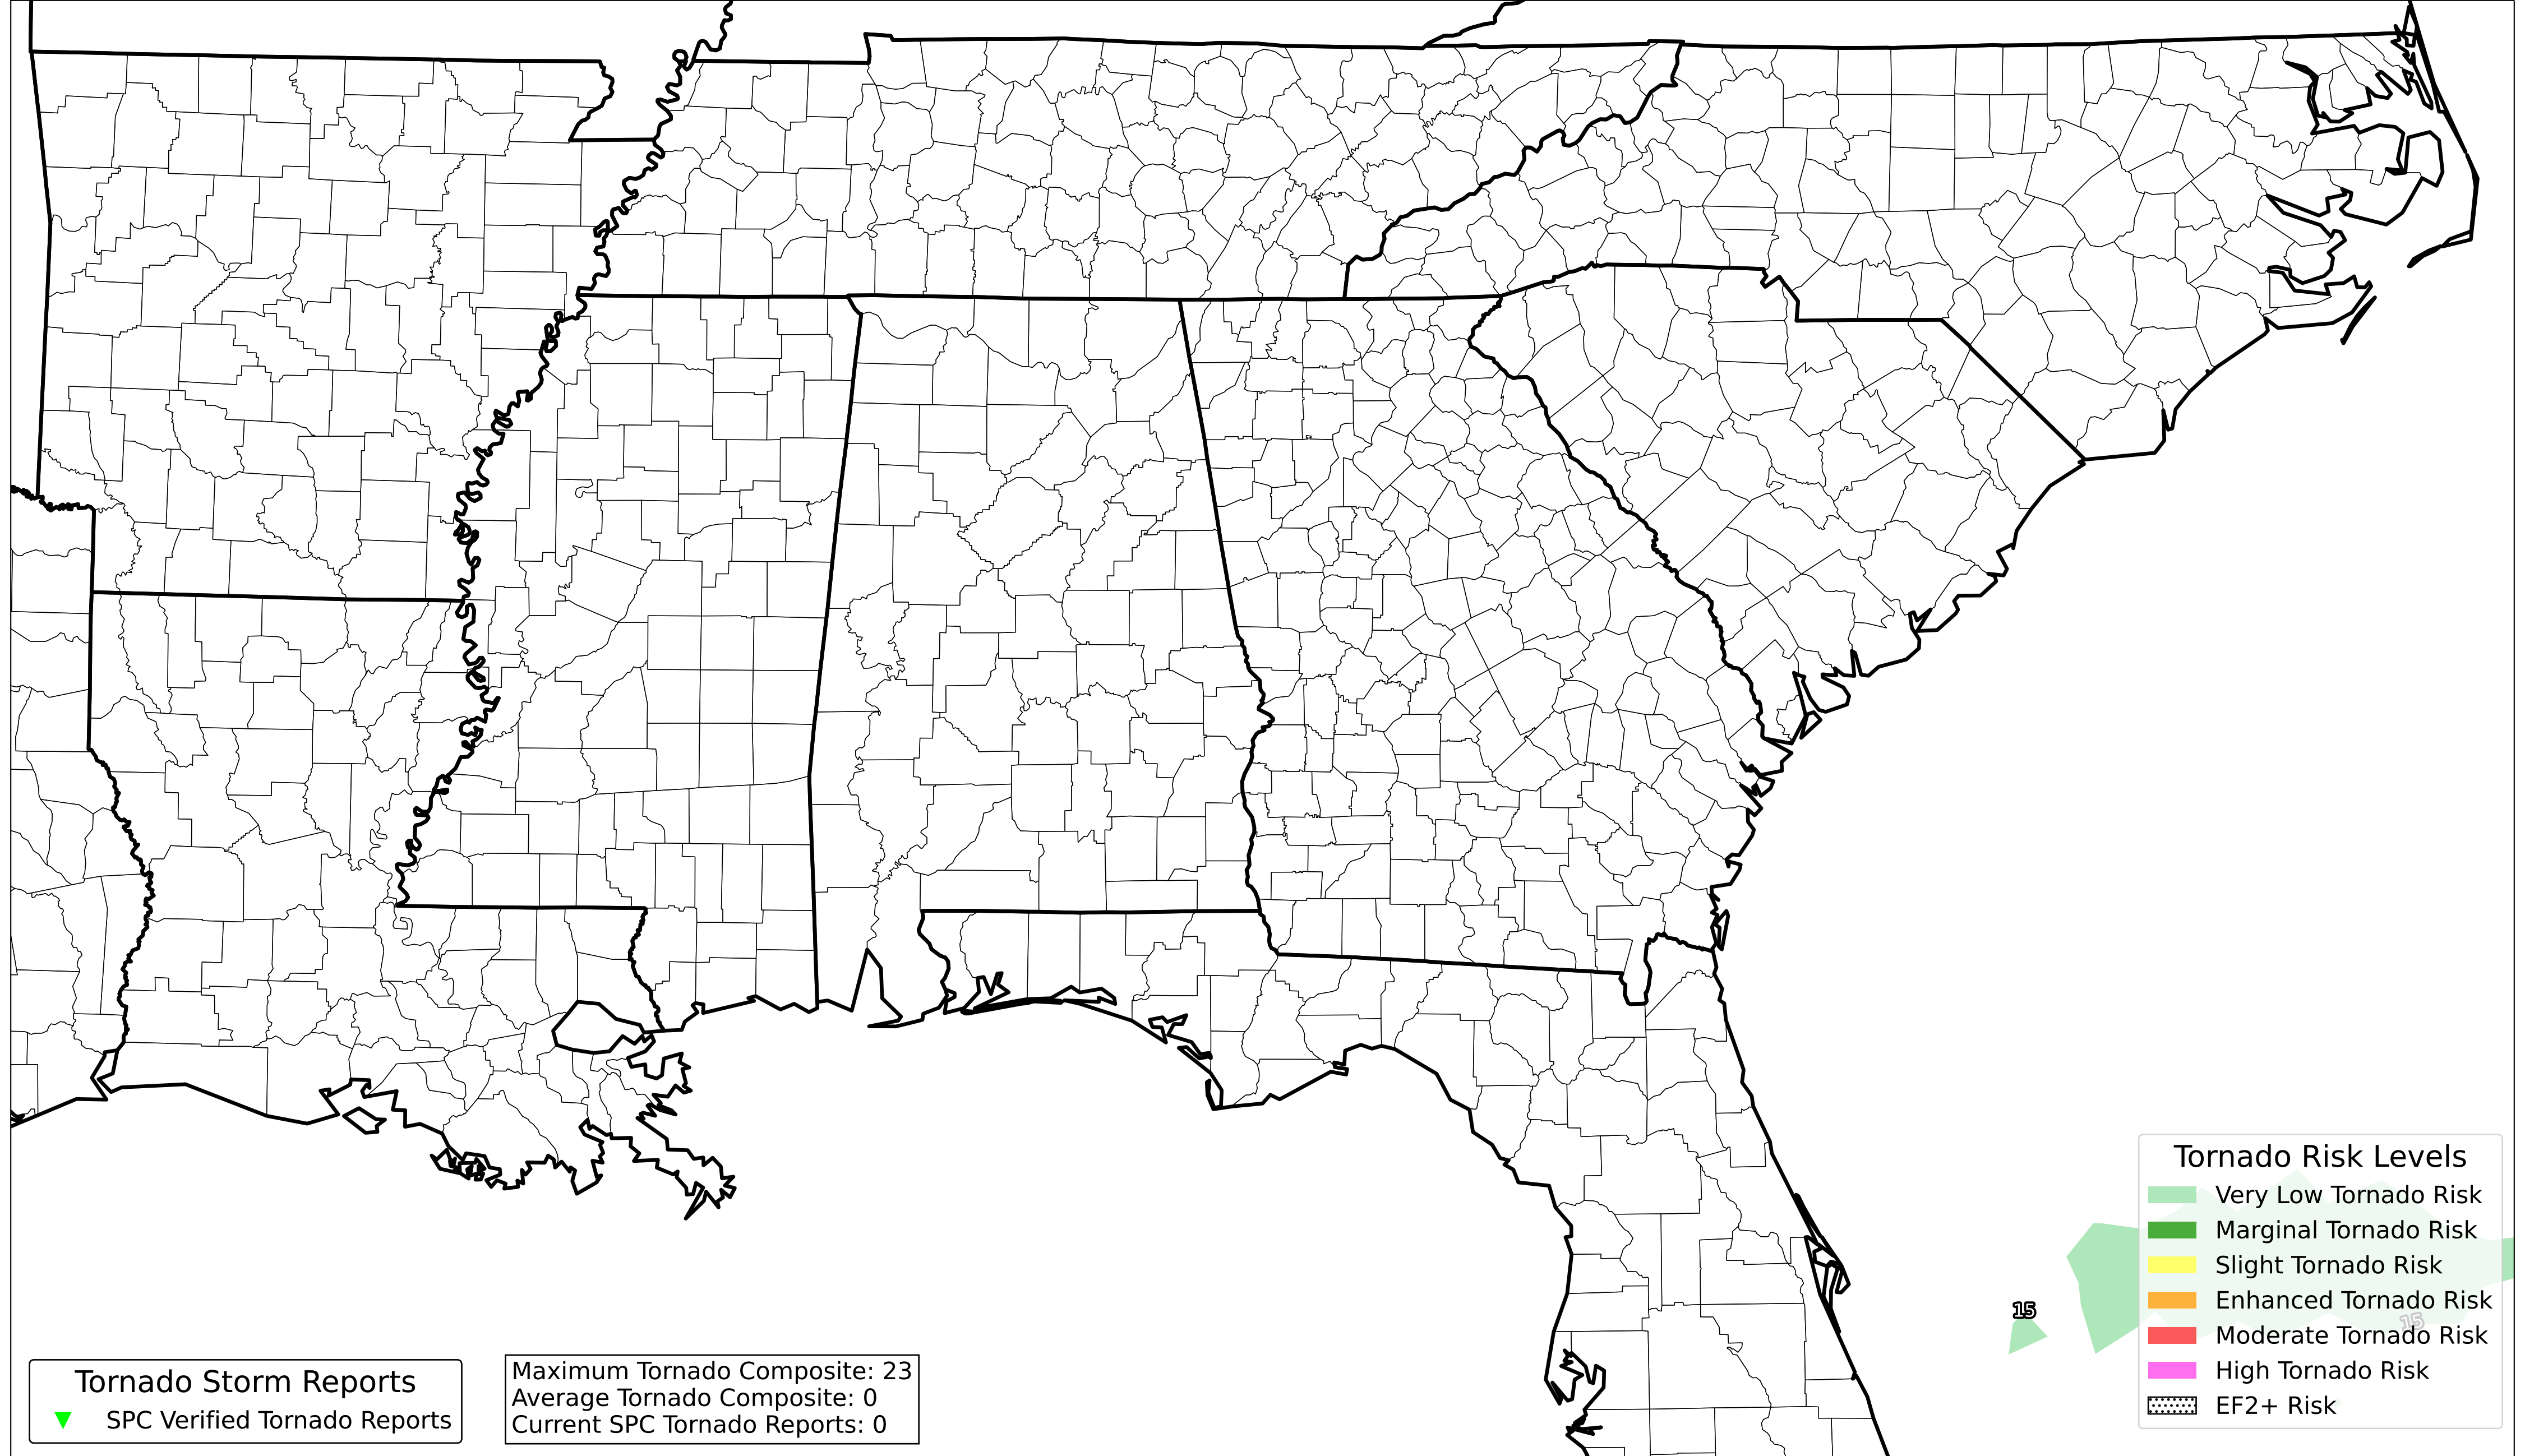 15
15
Tornado Risk Levels
Very Low Tornado Risk
Marginal Tornado Risk
Slight Tornado Risk
Enhanced Tornado Risk
Moderate Tornado Risk
High Tornado Risk
EF2+ Risk
Tornado Storm Reports
SPC Verified Tornado Reports
Maximum Tornado Composite: 23
Average Tornado Composite: 0
Current SPC Tornado Reports: 0